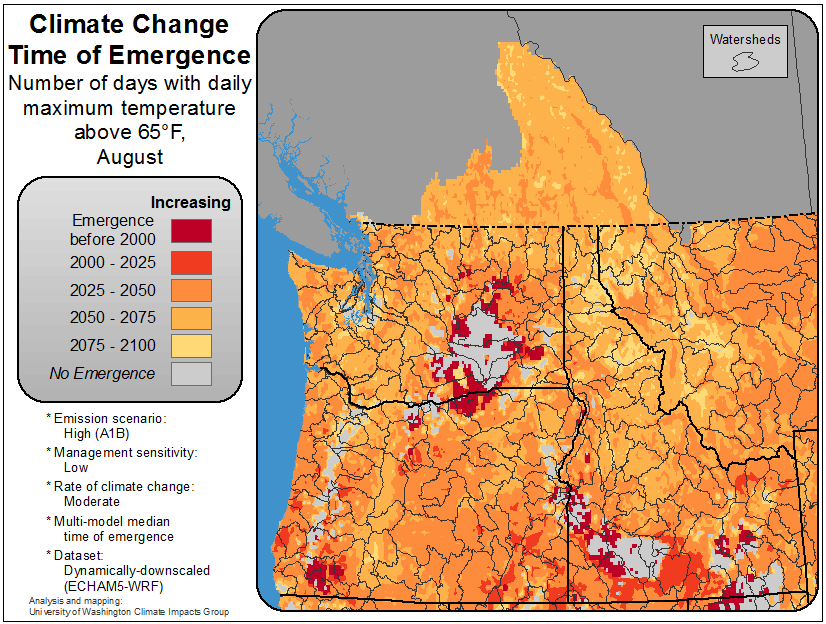 Climate Change
Time of Emergence
Number of days with daily
maximum temperature
above 65°F,
August
Increasing
Emergence
before 2000
2000 - 2025
2025 - 2050
2050 - 2075
2075 - 2100
No Emergence
* Emission scenario:
High (A1B)
* Management sensitivity:
Low
* Rate of climate change:
Moderate
* Multi-model median
time of emergence
* Dataset:
Dynamically-downscaled
(ECHAM5-WRF)
Analysis and mapping:
University of Washington Climate Impacts Group
Watersheds